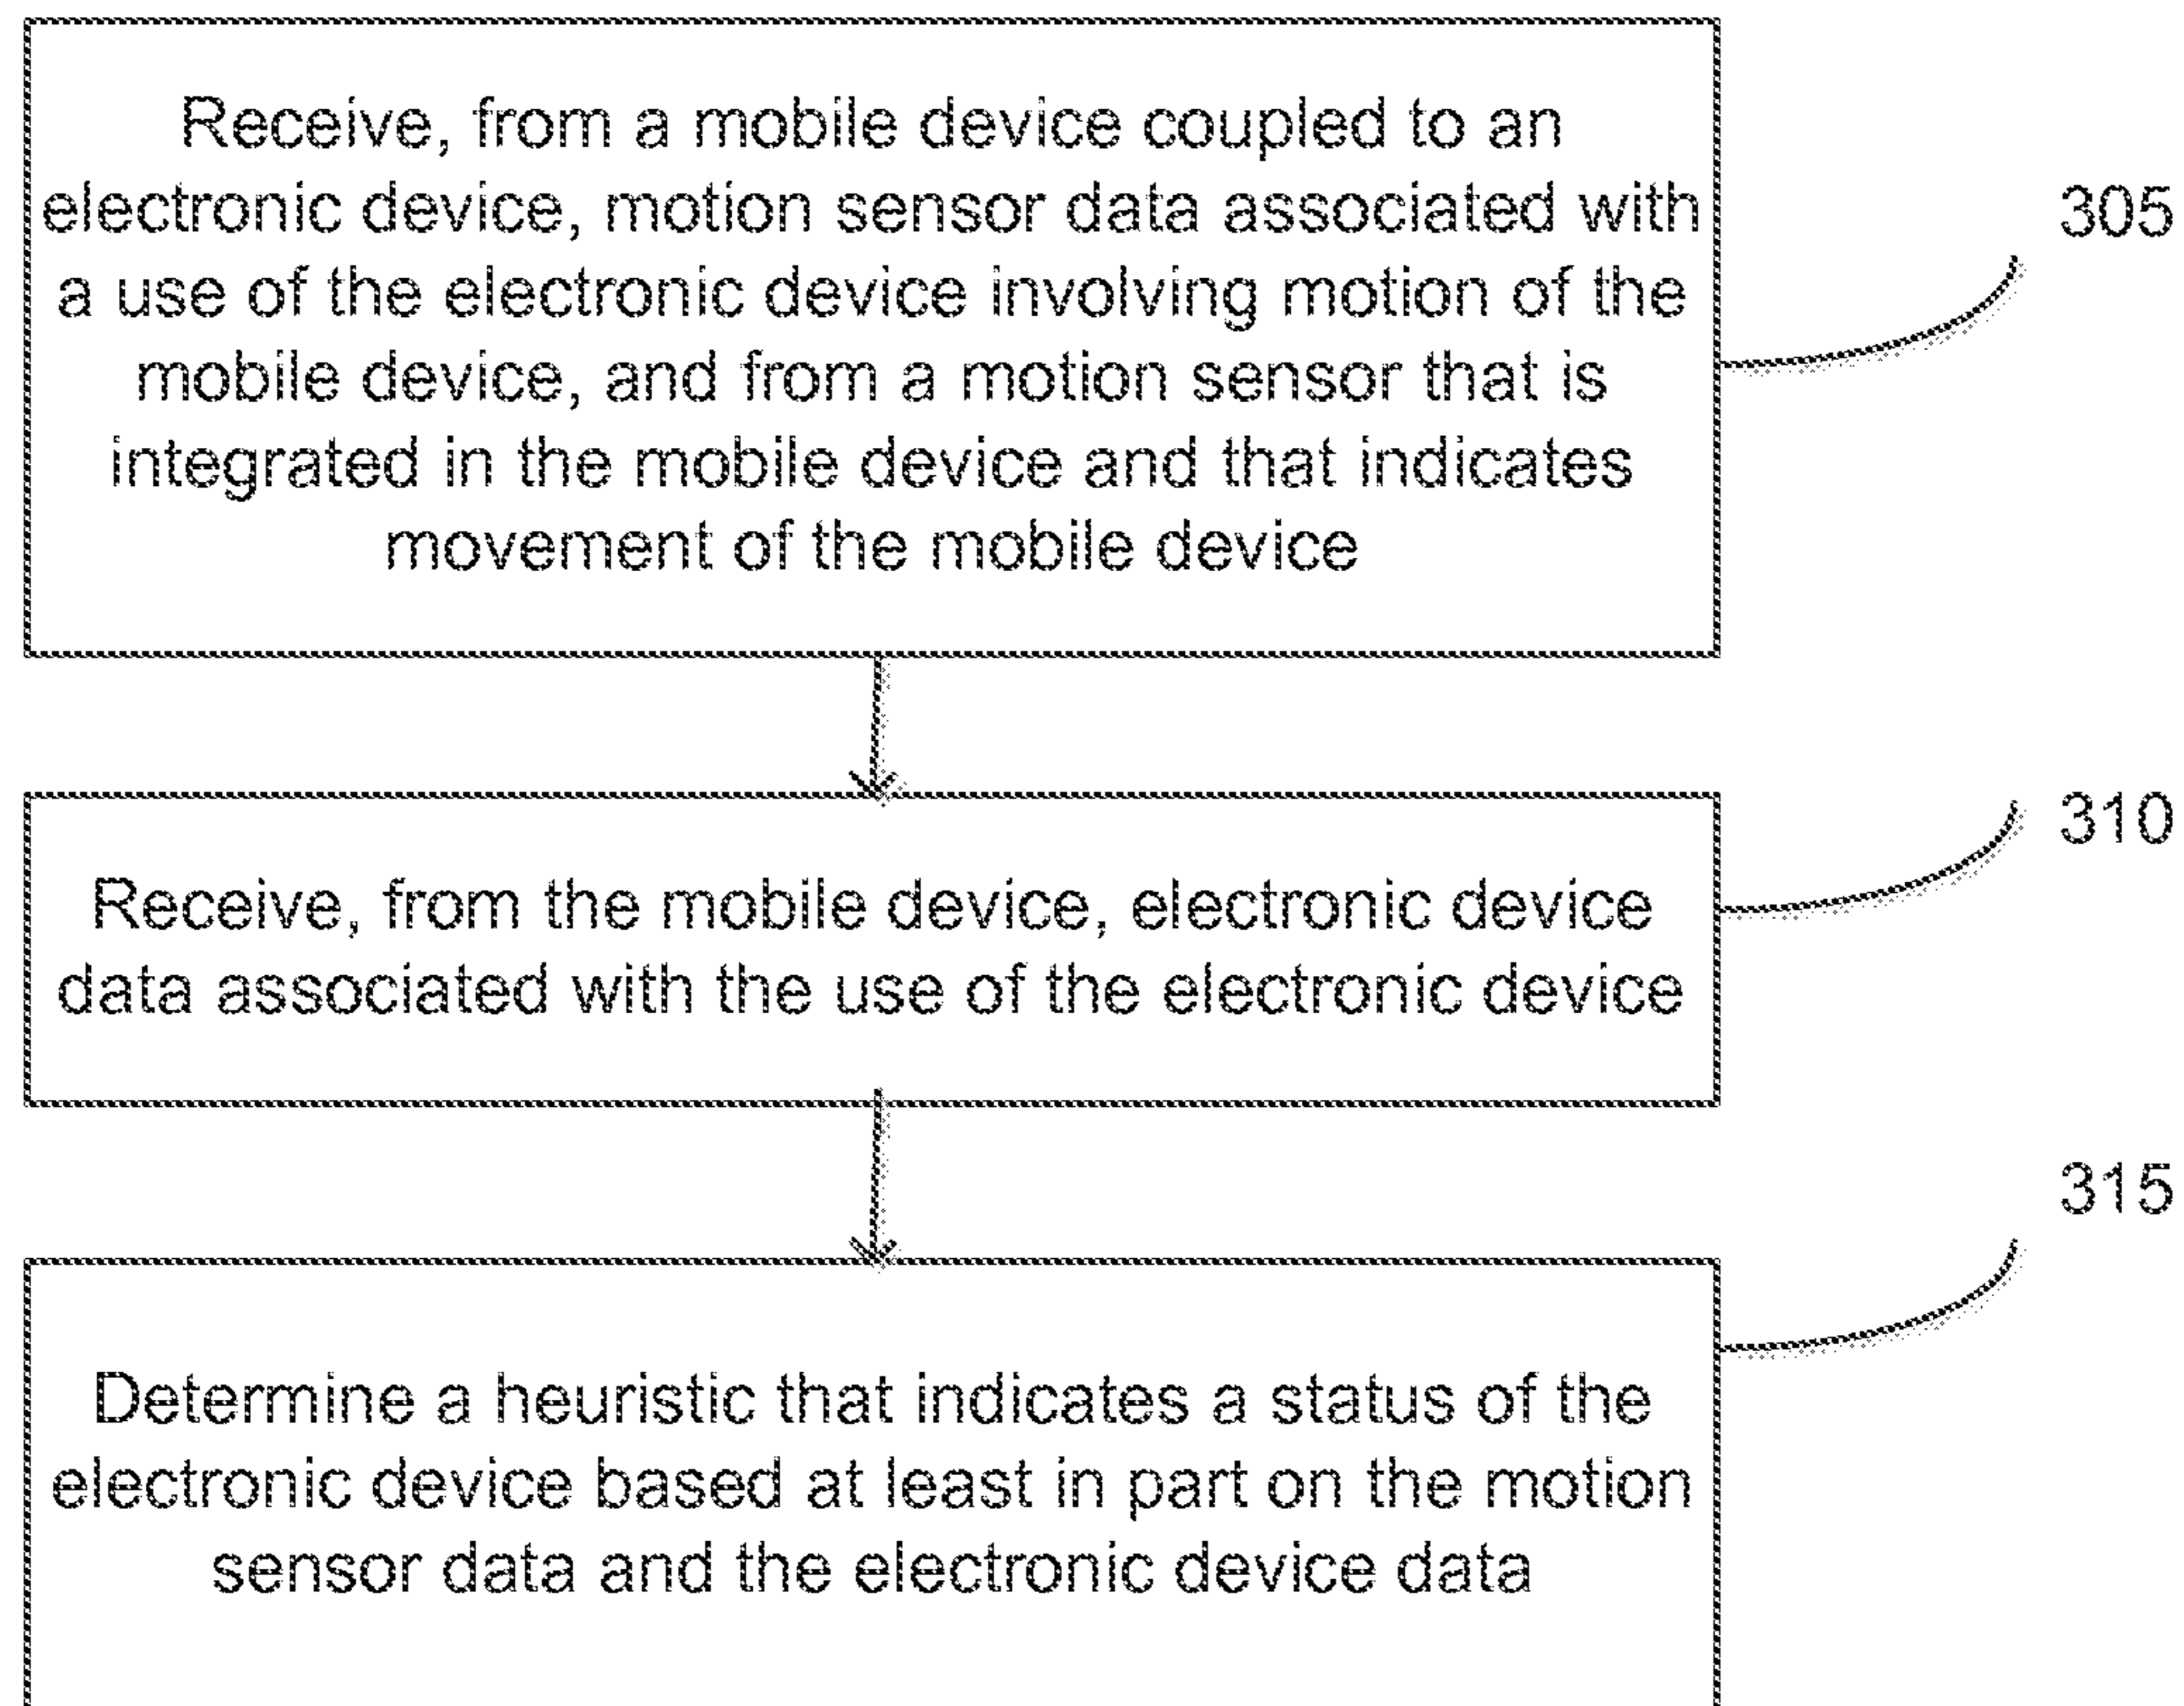 Receive, from a mobile device coupled to an
electronic device, motion sensor data associated with
a use of the electronic device involving motion of the
mobile device, and from a motion sensor that is
integrated in the mobile device and that indicates
movement of the mobile device
305
Receive, from the mobile device, electronic device
data associated with the use of the electronic device
310
Determine a heuristic that indicates a status of the
electronic device based at least in part on the motion
sensor data and the electronic device data
315